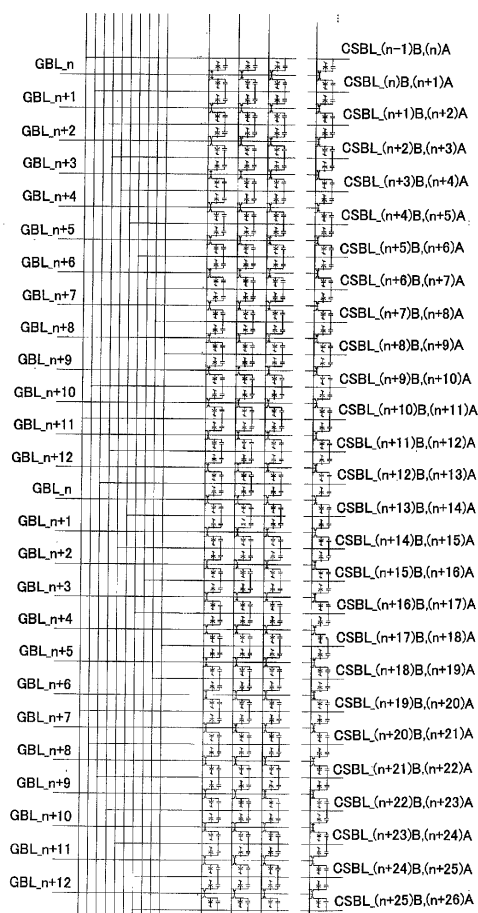 CSBL_(n-1)B,(n)A
GBL_n
CSBL_(n)B,(n+1)A
GBL_n+1
CSBL_(n+1)B,(n+2)A
GBL_n+2
CSBL_(n+2)B,(n+3)A
GBL_n+3
CSBL_(n+3)B,(n+4)A
GBL_n+4
CSBL_(n+4)B,(n+5)A
GBL_n+5
CSBL_(n+5)B,(n+6)A
GBL_n+6
CSBL_(n+6)B,(n+7)A
GBL_n+7
CSBL_(n+7)B,(n+8)A
GBL_n+8
CSBL_(n+8)B,(n+9)A
GBL_n+9
CSBL_(n+9)B,(n+10)A
GBL_n+10
CSBL_(n+10)B,(n+11)A
GBL_n+11
CSBL_(n+11)B,(n+12)A
GBL_n+12
CSBL_(n+12)B,(n+13)A
GBL_n
CSBL_(n+13)B,(n+14)A
GBL_n+1
CSBL_(n+14)B,(n+15)A
GBL_n+2
CSBL_(n+15)B,(n+16)A
GBL_n+3
CSBL_(n+16)B,(n+17)A
GBL_n+4
CSBL_(n+17)B,(n+18)A
GBL_n+5
CSBL_(n+18)B,(n+19)A
GBL_n+6
CSBL_(n+19)B,(n+20)A
GBL_n+7
CSBL_(n+20)B,(n+21)A
GBL_n+8
CSBL_(n+21)B,(n+22)A
GBL_n+9
CSBL_(n+22)B,(n+23)A
GBL_n+10
CSBL_(n+23)B,(n+24)A
GBL_n+11
CSBL_(n+24)B,(n+25)A
GBL_n+12
CSBL_(n+25)B,(n+26)A